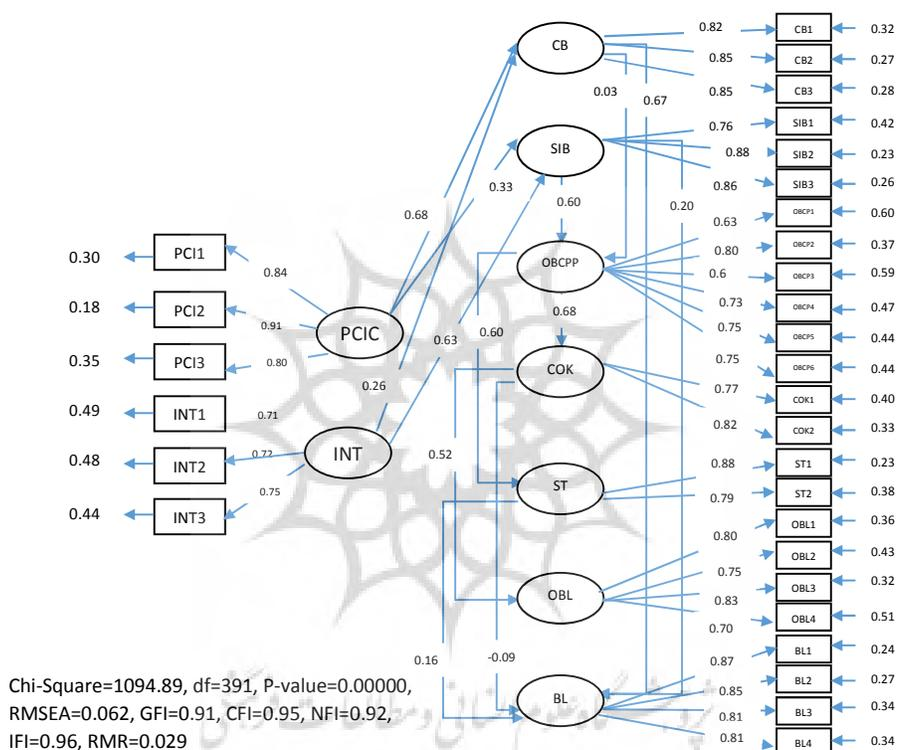 CB
0.82
CB1
0.32
0.85
CB2
0.27
0.85
CB3
0.28
0.03
0.67
0.76
SIB1
0.42
SIB
0.88
SIB2
0.23
0.33
0.86
SIB3
0.26
0.60
0.20
0.68
0.63
OBCP1
0.60
0.30
PCI1
0.84
OBCPP
0.80
OBCP2
0.37
0.6
OBCP3
0.59
0.18
PCI2
0.91
PCIC
0.68
0.73
OBCP4
0.47
0.63
0.60
0.75
OBCP5
0.44
0.35
PCI3
0.80
0.75
OBCP6
0.44
0.26
COK
0.77
COK1
0.40
0.49
INT1
0.71
0.82
COK2
0.33
0.48
INT2
0.72
INT
0.52
0.88
ST1
0.23
ST
0.79
ST2
0.38
0.44
INT3
0.75
0.80
OBL1
0.36
OBL2
0.43
0.75
OBL
0.83
OBL3
0.32
0.70
OBL4
0.51
0.16
-0.09
0.87
BL1
0.24
0.85
BL2
0.27
BL
0.81
BL3
0.34
0.81
BL4
0.34
Chi-Square=1094.89, df=391, P-value=0.00000,
RMSEA=0.062, GFI=0.91, CFI=0.95, NFI=0.92,
IFI=0.96, RMR=0.029
پژوهشگاه علوم انسانی و مطالعات فرهنگی